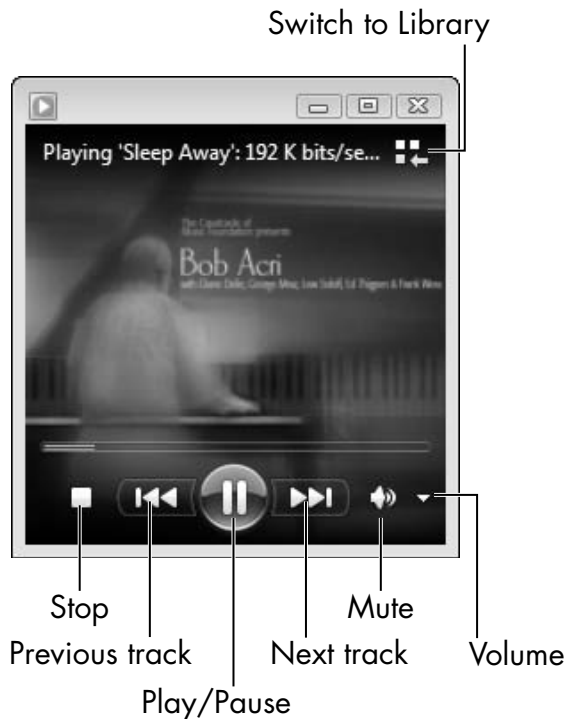 Switch to Library
Playing 'Sleep Away': 192 K bits/se...
presents
Bob Acri
Stop
Mute
Previous track
Next track
Volume
Play/Pause